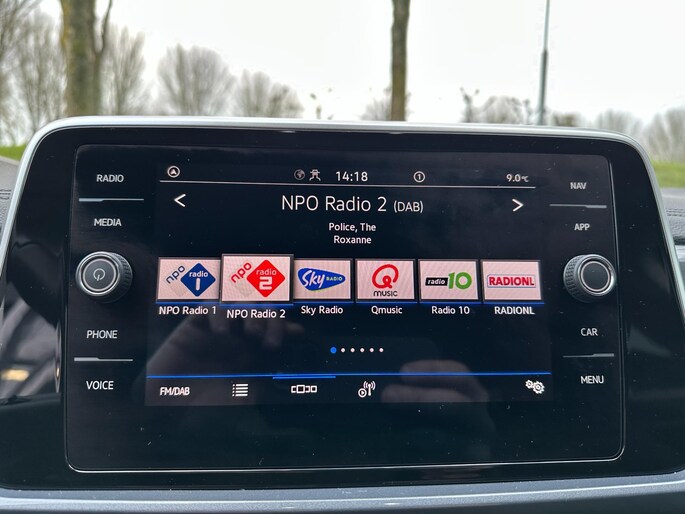 RADIO
MEDIA
PHONE
VOICE
14:18
1
9.0°C
< NPO Radio 2 (DAB) >
Police, The
Roxanne
npo radio 1
npo radio 2
Sky RADIO
Q MUSIC
radio 10
RADIONL
NPO Radio 1
NPO Radio 2
Sky Radio
Qmusic
Radio 10
RADIONL
FM/DAB
NAV
APP
CAR
MENU